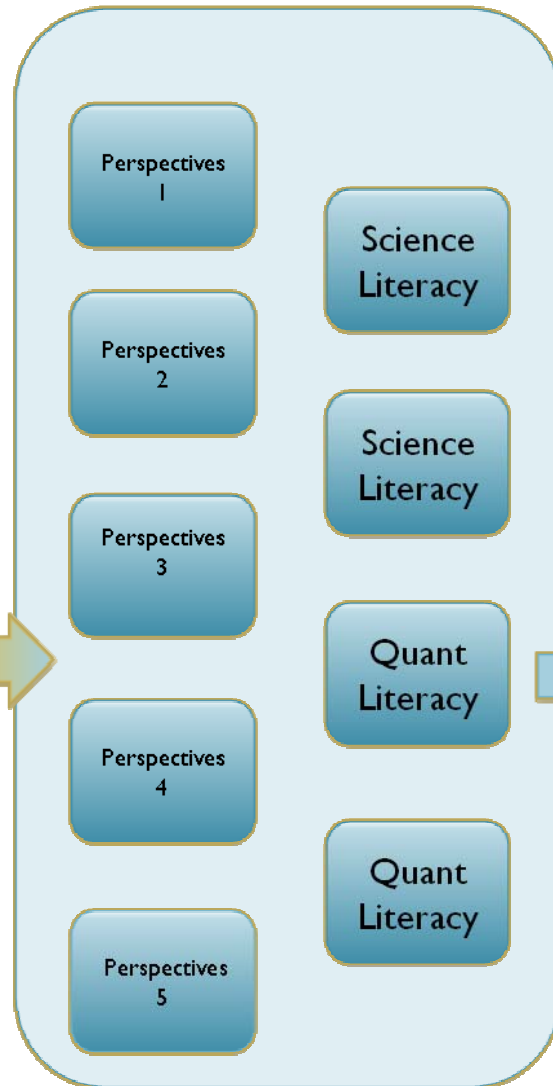 Perspectives
1
Perspectives
2
Perspectives
3
Perspectives
4
Perspectives
5
Science
Literacy
Science
Literacy
Quant
Literacy
Quant
Literacy